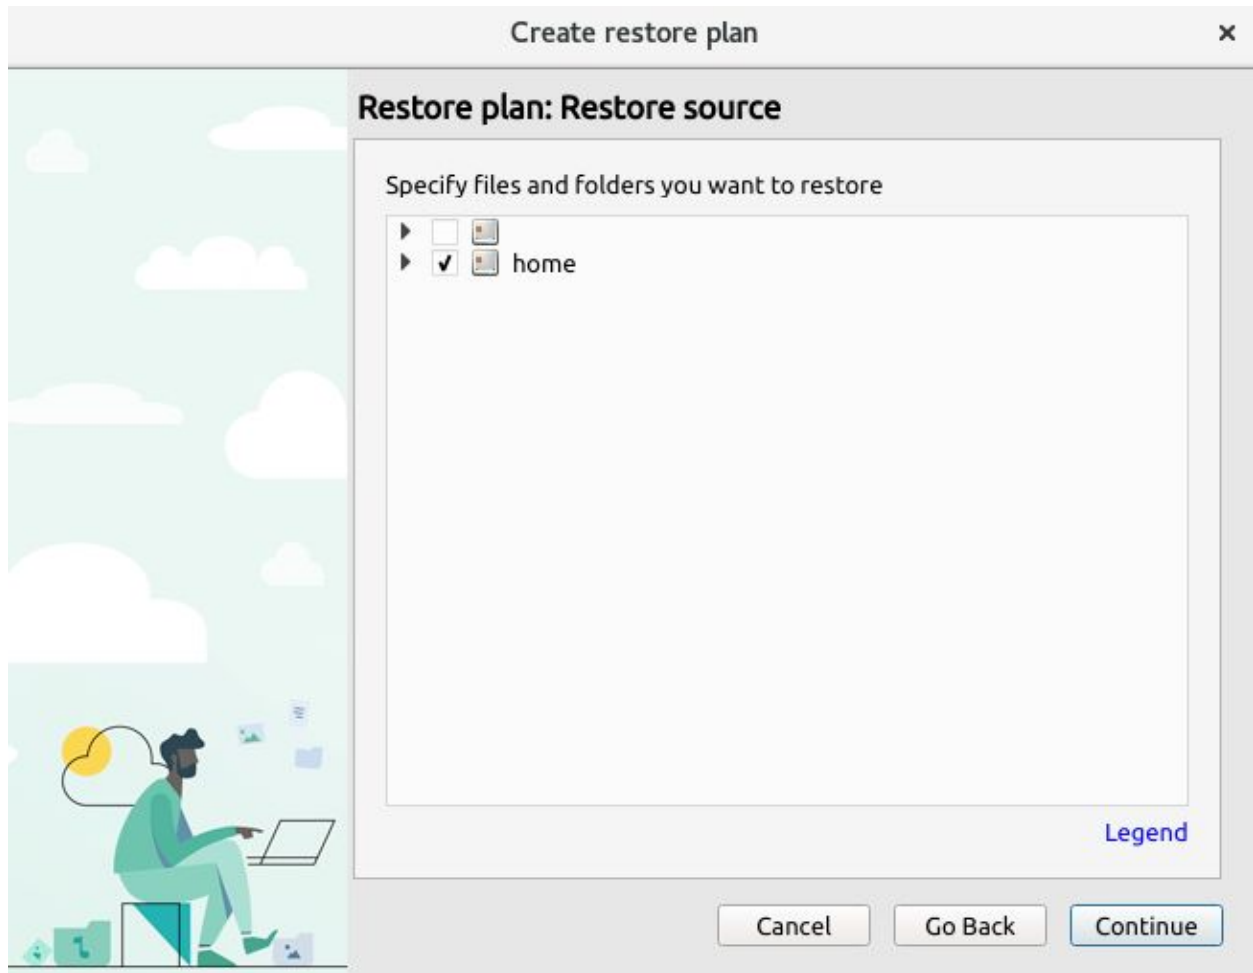 Create restore plan
Restore plan: Restore source
Specify files and folders you want to restore
home
Legend
Cancel Go Back Continue